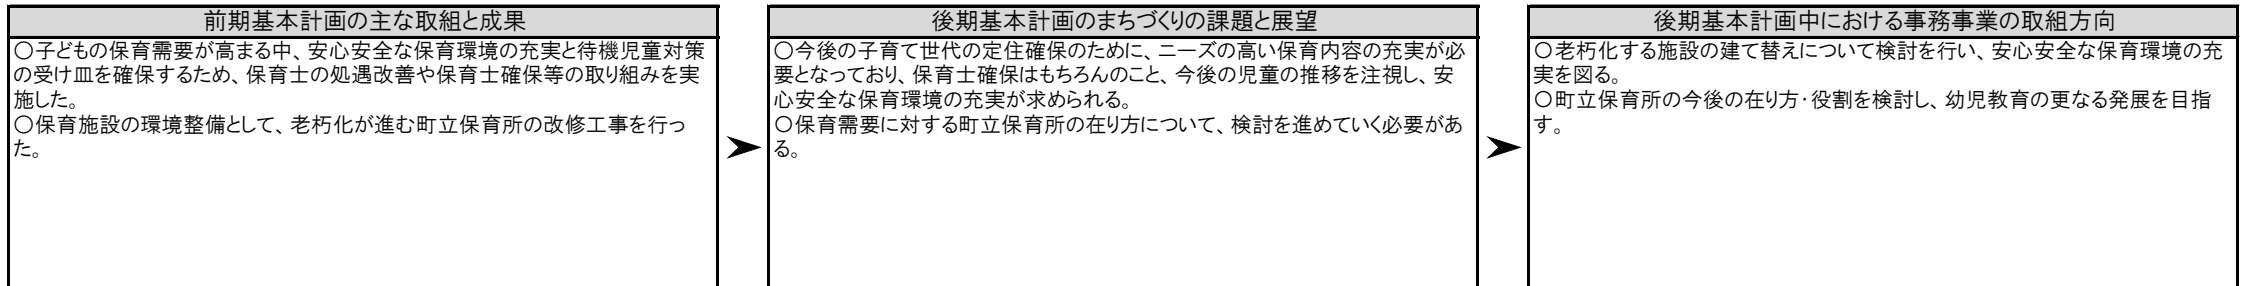 前期基本計画の主な取組と成果
〇子どもの保育需要が高まる中、安心安全な保育環境の充実と待機児童対策
の受け皿を確保するため、保育士の処遇改善や保育士確保等の取り組みを実
施した。
〇保育施設の環境整備として、老朽化が進む町立保育所の改修工事を行っ
た。
後期基本計画のまちづくりの課題と展望
〇今後の子育て世代の定住確保のために、ニーズの高い保育内容の充実が必
要となっており、保育士確保はもちろんのこと、今後の児童の推移を注視し、安
心安全な保育環境の充実が求められる。
〇保育需要に対する町立保育所の在り方について、検討を進めていく必要があ
る。
後期基本計画中における事務事業の取組方向
〇老朽化する施設の建て替えについて検討を行い、安心安全な保育環境の充
実を図る。
〇町立保育所の今後の在り方・役割を検討し、幼児教育の更なる発展を目指
す。